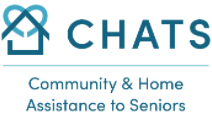 CHATS
Community & Home
Assistance to Seniors